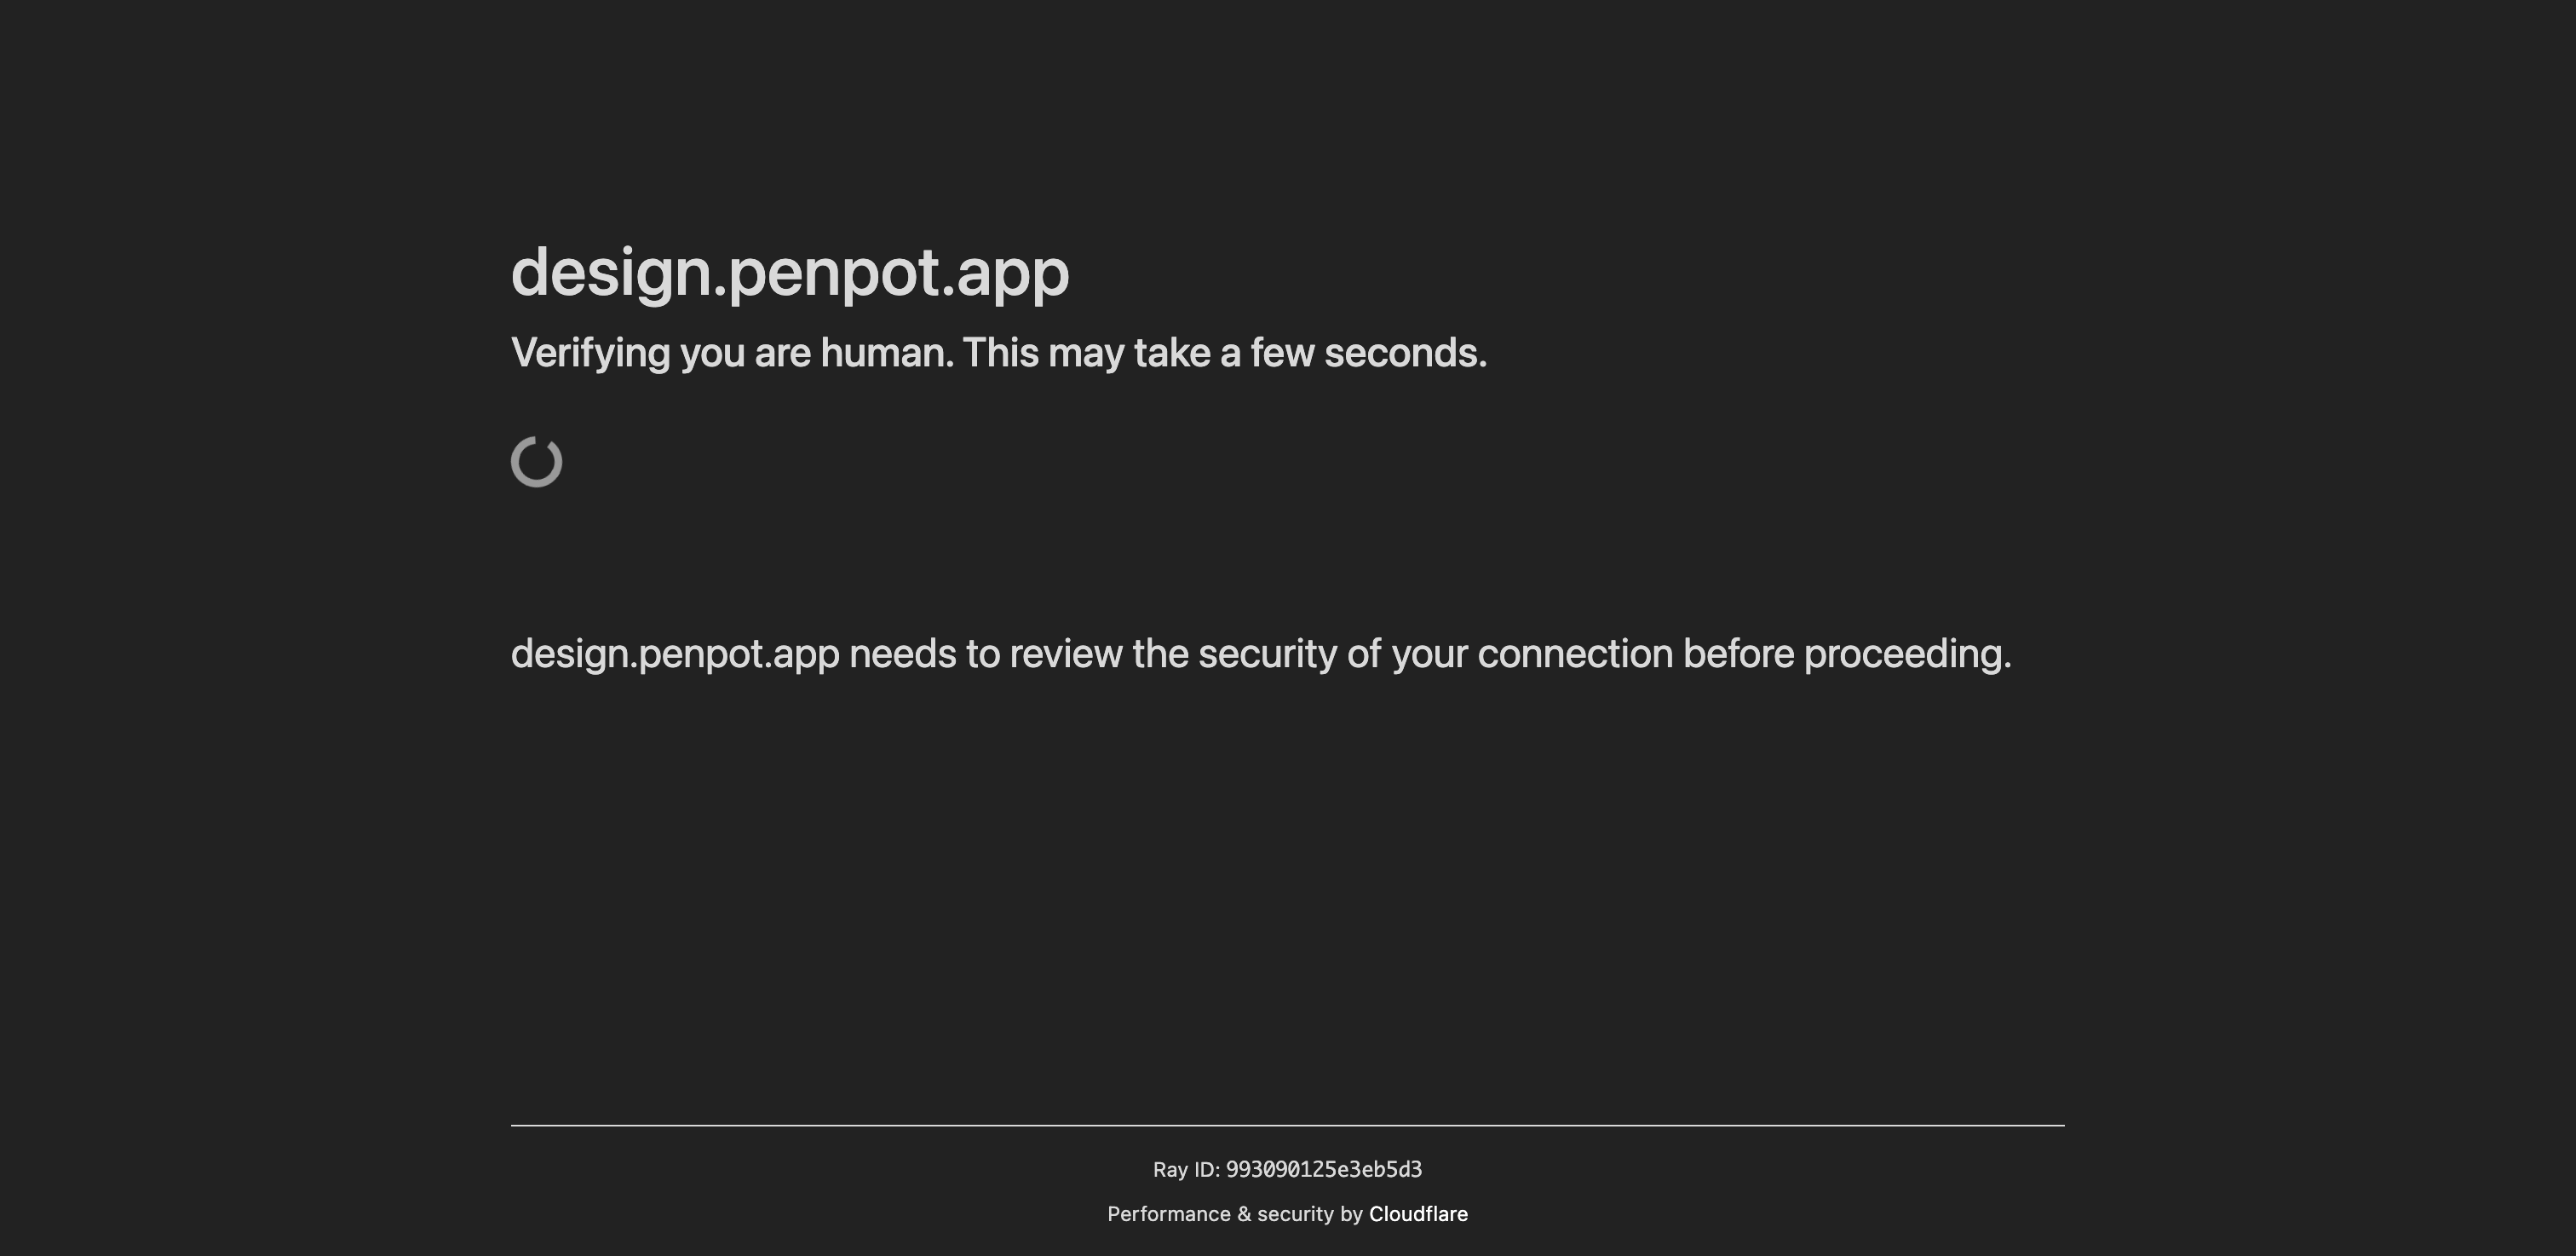 design.penpot.app
Verifying you are human. This may take a few seconds.
design.penpot.app needs to review the security of your connection before proceeding.
Ray ID: 993090125e3eb5d3
Performance & security by Cloudflare